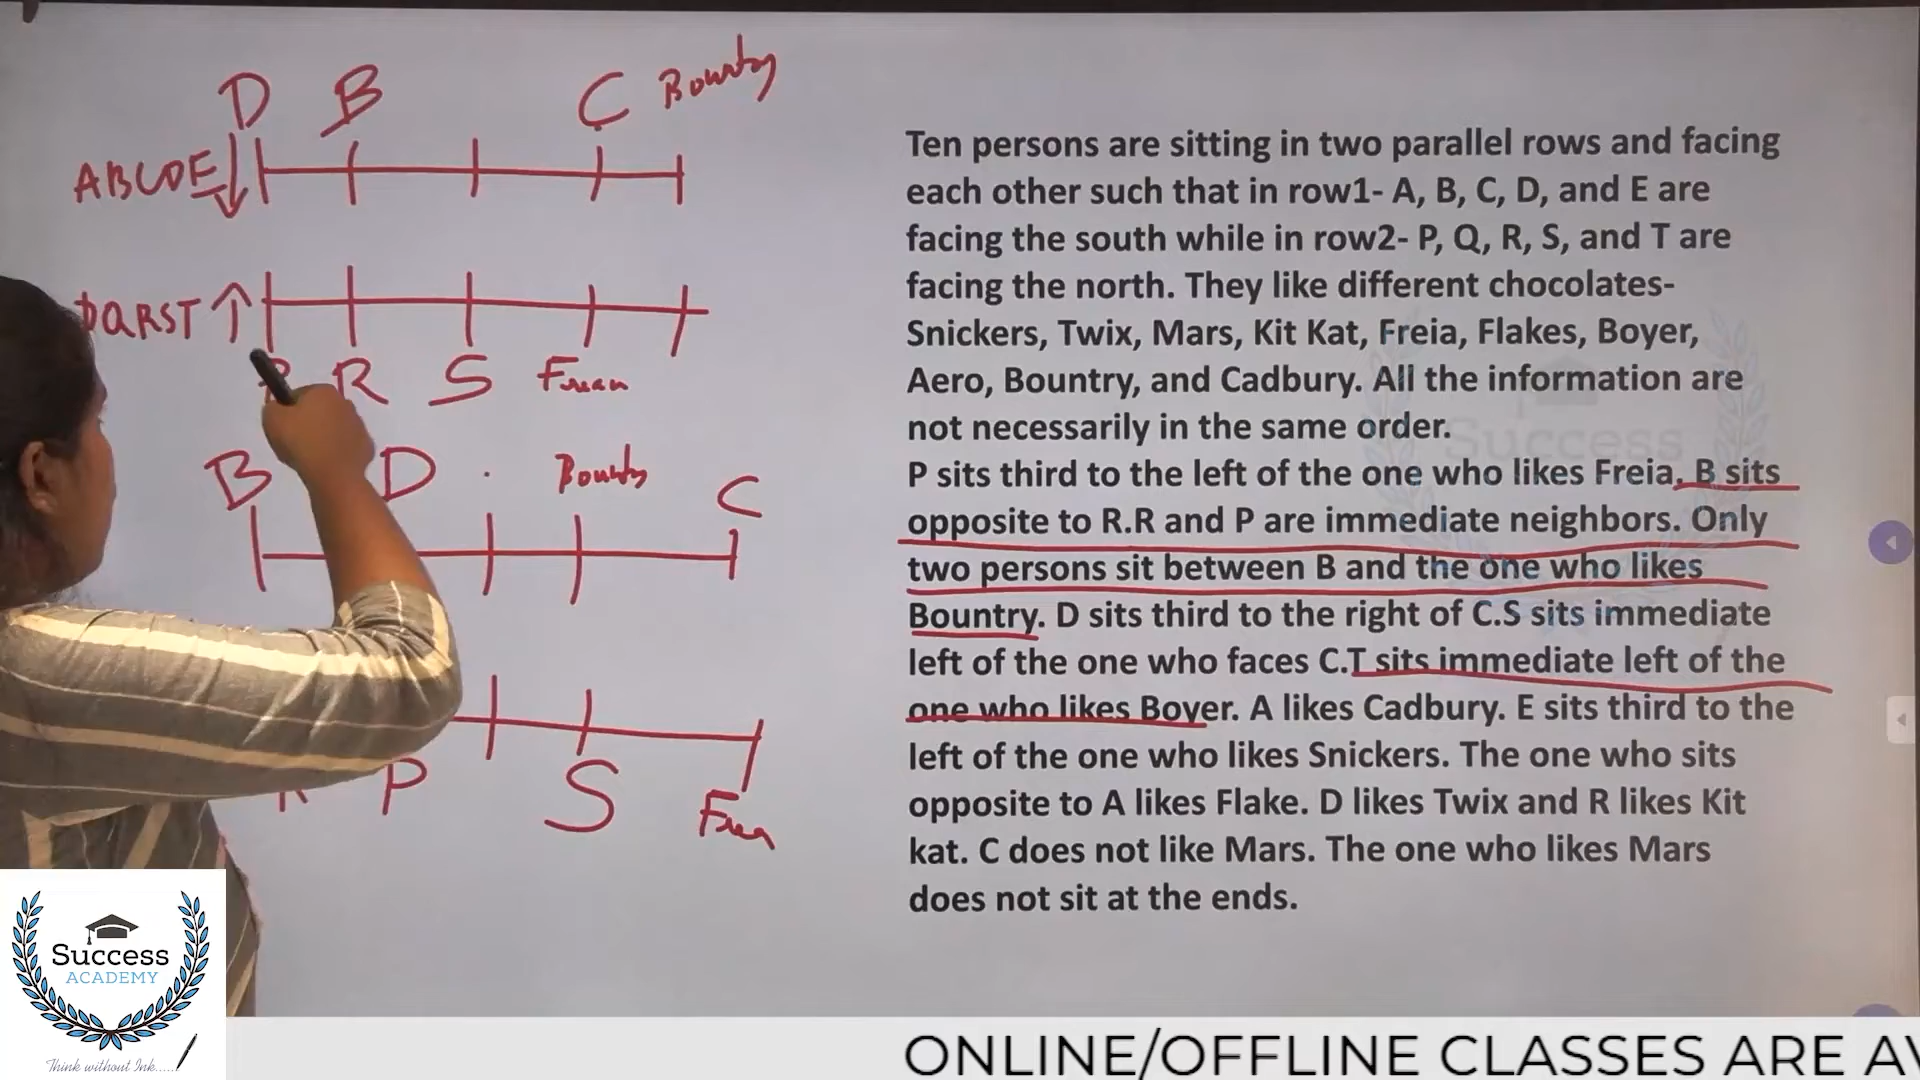 D B C Bounty
ABCDE
PQRST
R S Freia
B D Bounty C
P S Freia
Ten persons are sitting in two parallel rows and facing
each other such that in row1- A, B, C, D, and E are
facing the south while in row2- P, Q, R, S, and T are
facing the north. They like different chocolates-
Snickers, Twix, Mars, Kit Kat, Freia, Flakes, Boyer,
Aero, Bountry, and Cadbury. All the information are
not necessarily in the same order.
P sits third to the left of the one who likes Freia. B sits
opposite to R.R and P are immediate neighbors. Only
two persons sit between B and the one who likes
Bountry. D sits third to the right of C.S sits immediate
left of the one who faces C.T sits immediate left of the
one who likes Boyer. A likes Cadbury. E sits third to the
left of the one who likes Snickers. The one who sits
opposite to A likes Flake. D likes Twix and R likes Kit
kat. C does not like Mars. The one who likes Mars
does not sit at the ends.
Success
Success
ACADEMY
Think without Ink.....
ONLINE/OFFLINE CLASSES ARE AV